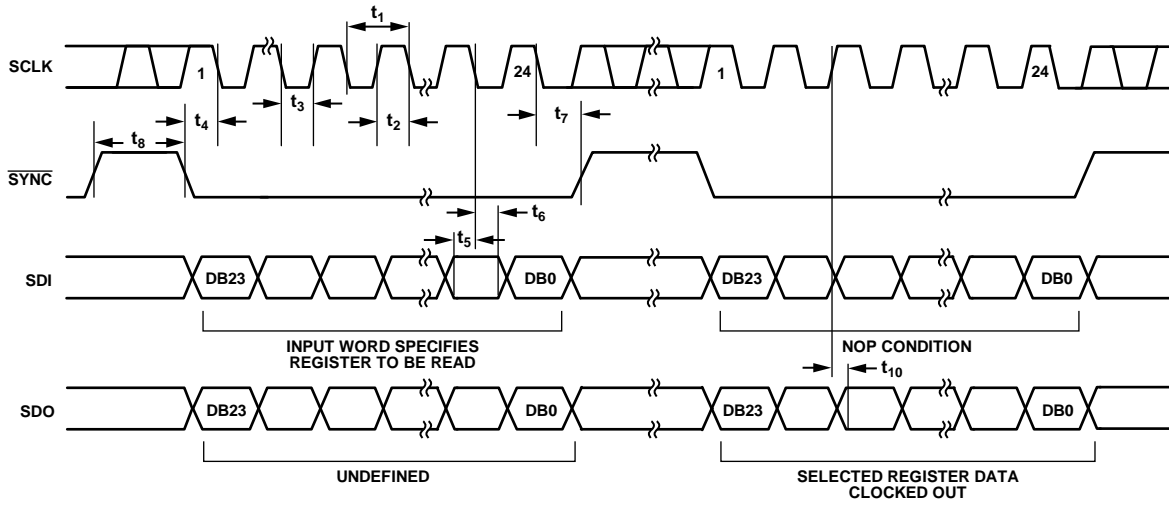 t1
SCLK
1
24
1
24
t3
t4
t2
t7
t8
SYNC
t6
t5
SDI
DB23
DB0
DB23
DB0
INPUT WORD SPECIFIES
REGISTER TO BE READ
NOP CONDITION
t10
SDO
DB23
DB0
DB23
DB0
UNDEFINED
SELECTED REGISTER DATA
CLOCKED OUT